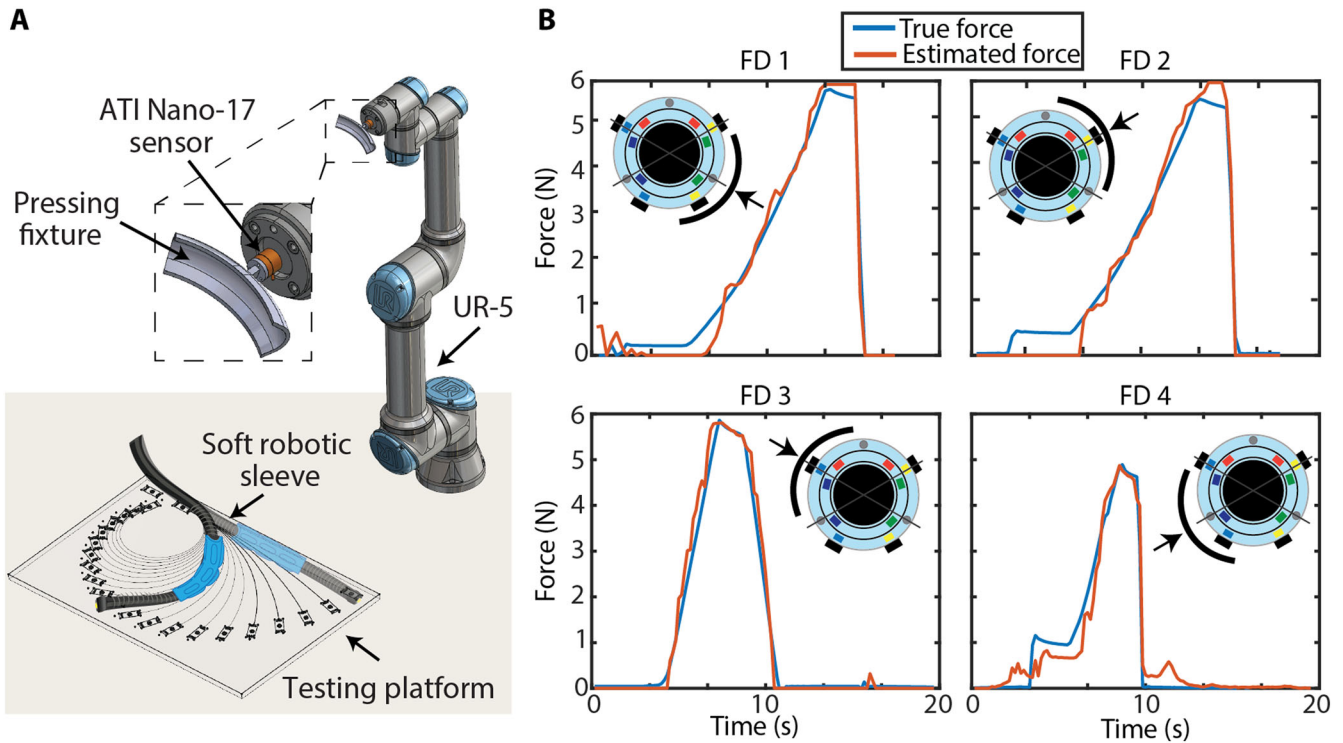 A
ATI Nano-17
sensor
Pressing
fixture
UR-5
Soft robotic
sleeve
Testing platform
B
True force
Estimated force
FD 1
FD 2
6
5
4
3
2
1
0
Force (N)
FD 3
FD 4
6
5
4
3
2
1
0
Force (N)
0 10 20
0 10 20
Time (s)
Time (s)